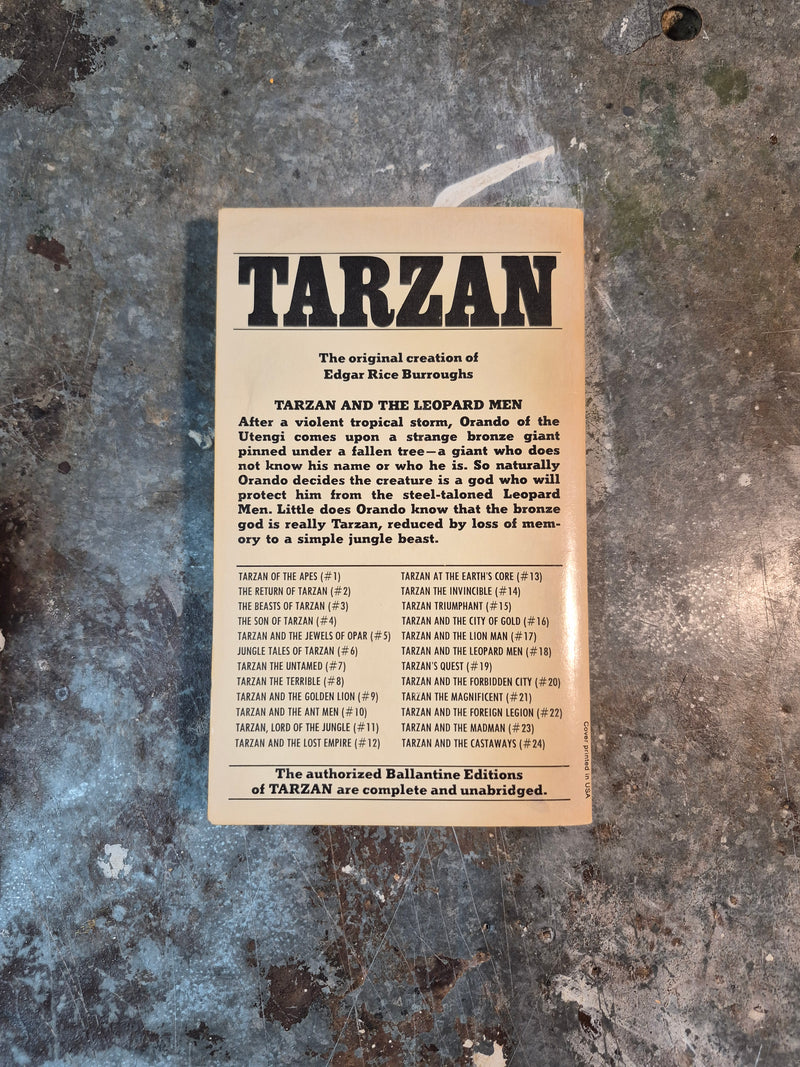 TARZAN
The original creation of
Edgar Rice Burroughs
TARZAN AND THE LEOPARD MEN
After a violent tropical storm, Orando of the
Utengi comes upon a strange bronze giant
pinned under a fallen tree—a giant who does
not know his name or who he is. So naturally
Orando decides the creature is a god who will
protect him from the steel-taloned Leopard
Men. Little does Orando know that the bronze
god is really Tarzan, reduced by loss of mem-
ory to a simple jungle beast.
TARZAN OF THE APES (#1)
THE RETURN OF TARZAN (#2)
THE BEASTS OF TARZAN (#3)
THE SON OF TARZAN (#4)
TARZAN AND THE JEWELS OF OPAR (#5)
JUNGLE TALES OF TARZAN (#6)
TARZAN THE UNTAMED (#7)
TARZAN THE TERRIBLE (#8)
TARZAN AND THE GOLDEN LION (#9)
TARZAN AND THE ANT MEN (#10)
TARZAN, LORD OF THE JUNGLE (#11)
TARZAN AND THE LOST EMPIRE (#12)
TARZAN AT THE EARTH'S CORE (#13)
TARZAN THE INVINCIBLE (#14)
TARZAN TRIUMPHANT (#15)
TARZAN AND THE CITY OF GOLD (#16)
TARZAN AND THE LION MAN (#17)
TARZAN AND THE LEOPARD MEN (#18)
TARZAN'S QUEST (#19)
TARZAN AND THE FORBIDDEN CITY (#20)
TARZAN THE MAGNIFICENT (#21)
TARZAN AND THE FOREIGN LEGION (#22)
TARZAN AND THE MADMAN (#23)
TARZAN AND THE CASTAWAYS (#24)
The authorized Ballantine Editions
of TARZAN are complete and unabridged.
Cover printed in USA